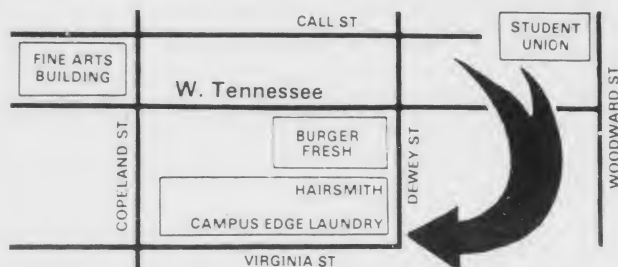 CALL ST
STUDENT
UNION
FINE ARTS
BUILDING
W. Tennessee
BURGER
FRESH
HAIRSMITH
CAMPUS EDGE LAUNDRY
COPELAND ST
DEWEY ST
WOODWARD ST
VIRGINIA ST